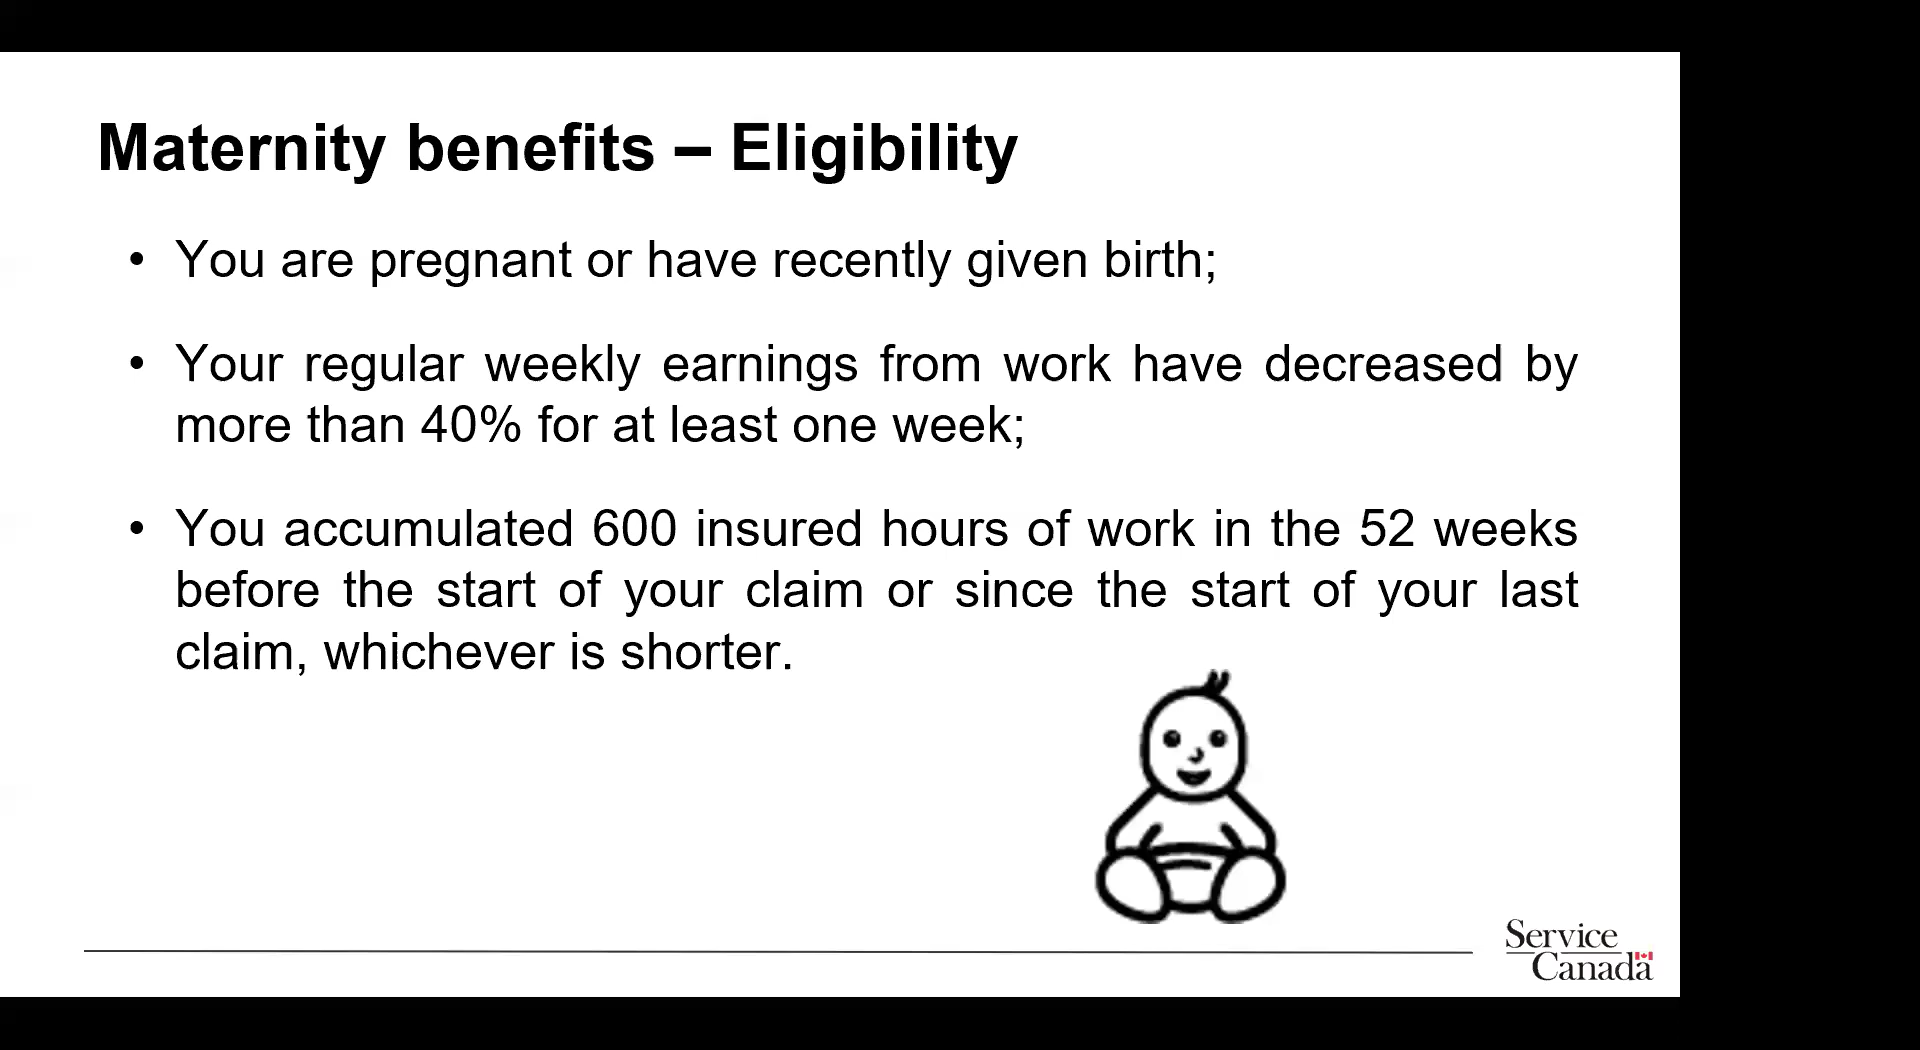 Maternity benefits – Eligibility
• You are pregnant or have recently given birth;
• Your regular weekly earnings from work have decreased by
more than 40% for at least one week;
• You accumulated 600 insured hours of work in the 52 weeks
before the start of your claim or since the start of your last
claim, whichever is shorter.
Service
Canada